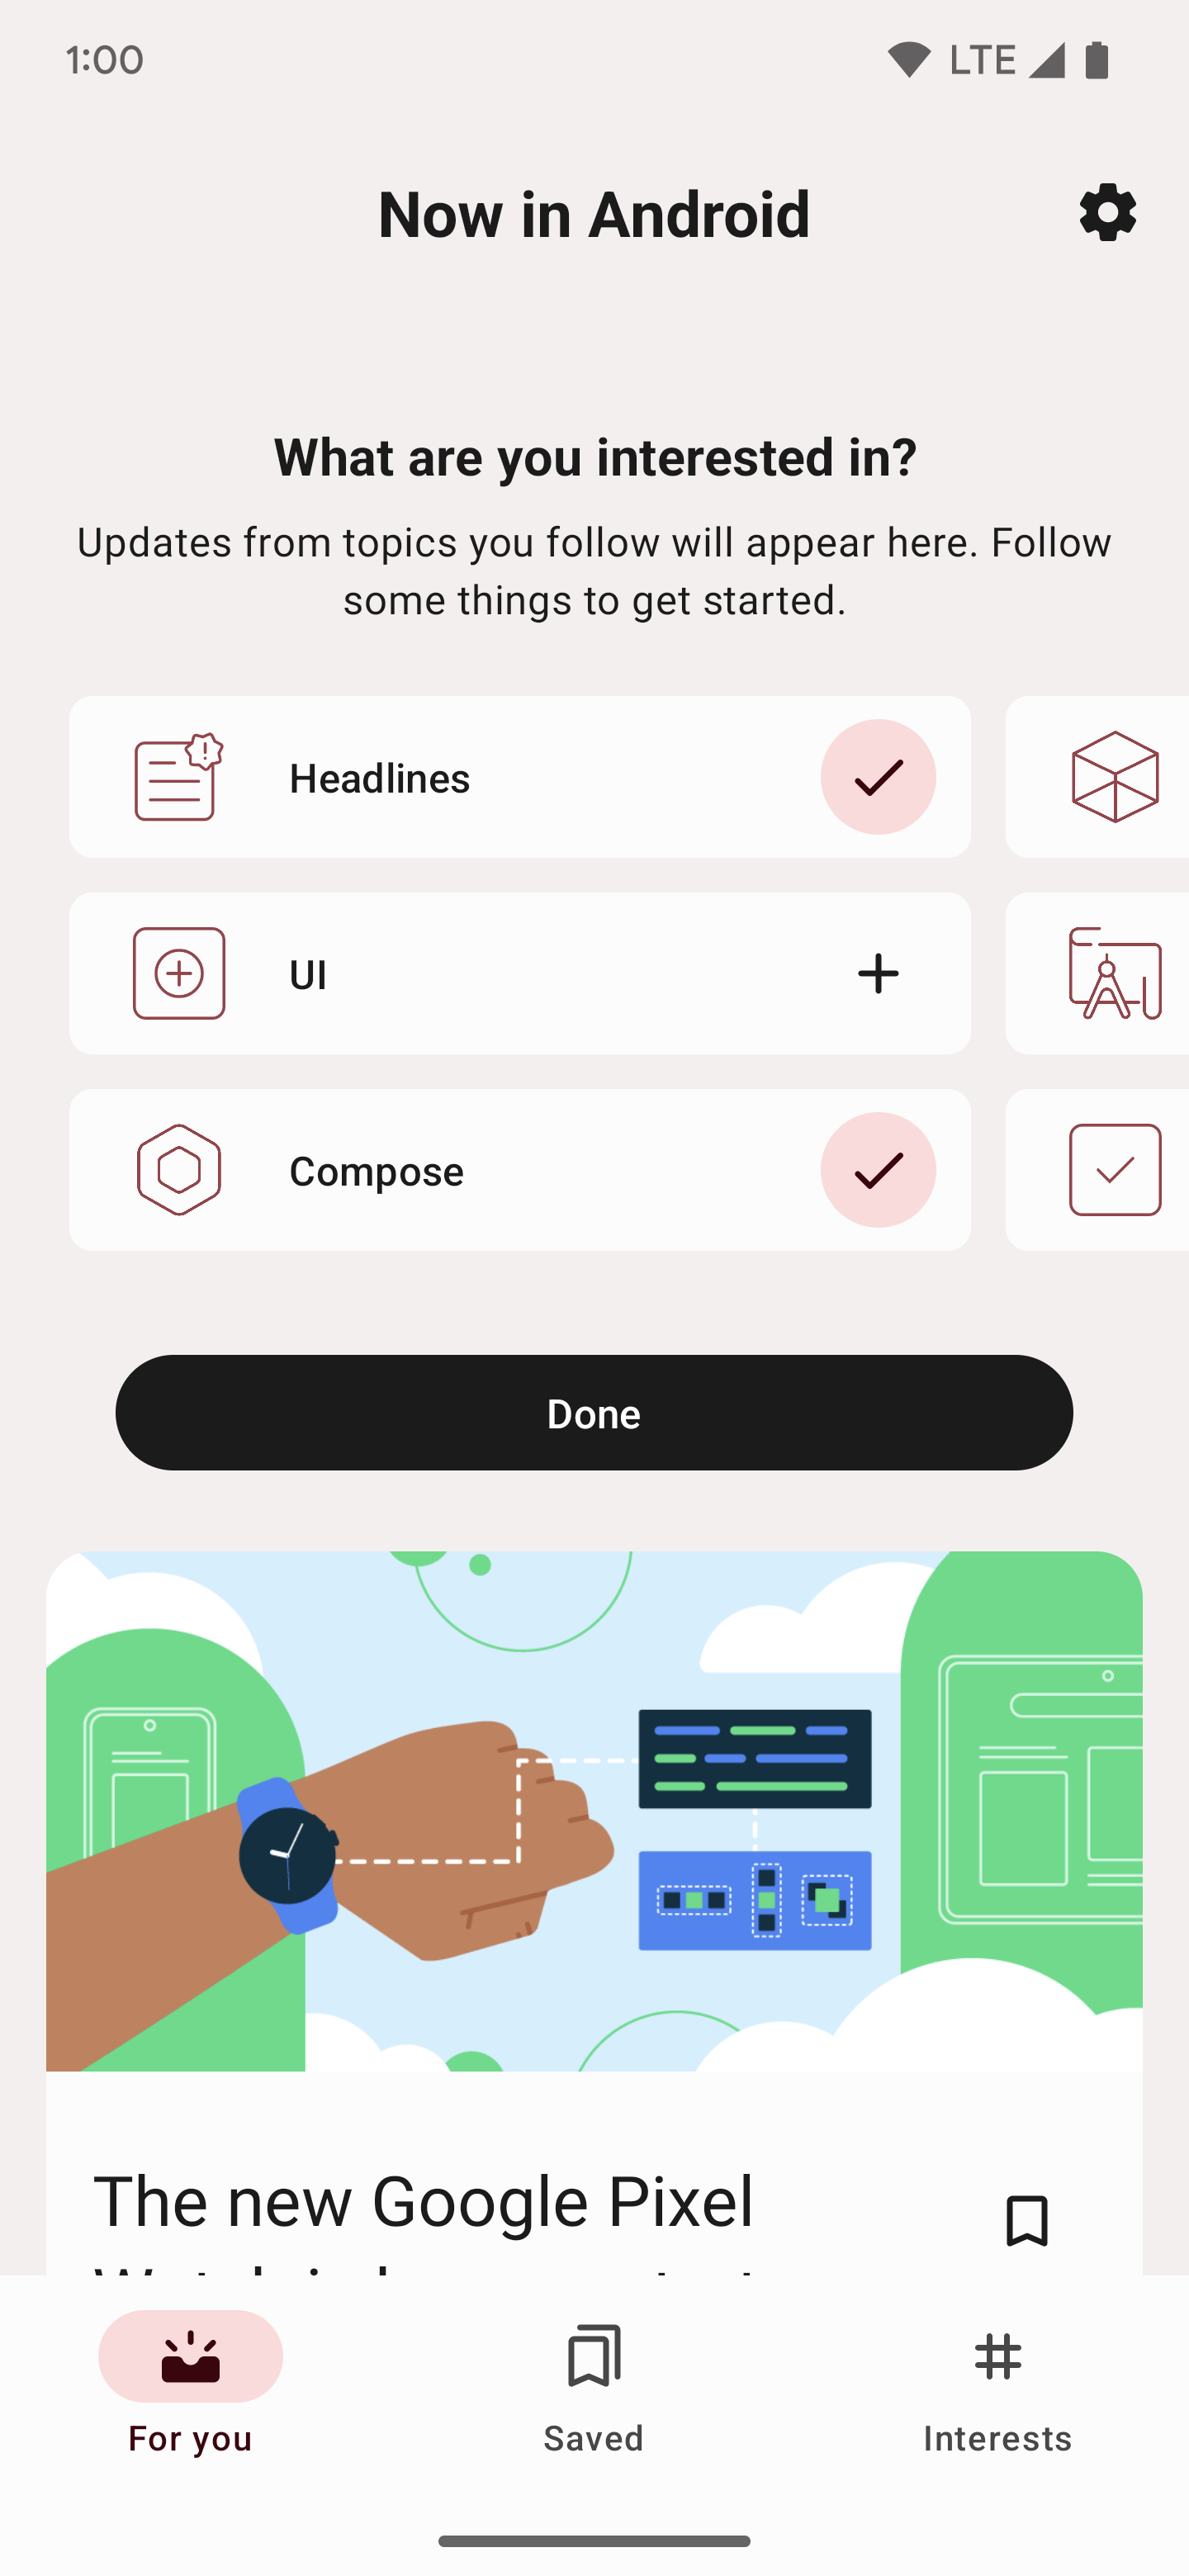 1:00
LTE
Now in Android
What are you interested in?
Updates from topics you follow will appear here. Follow
some things to get started.
Headlines
UI
Compose
Done
The new Google Pixel
For you
Saved
Interests